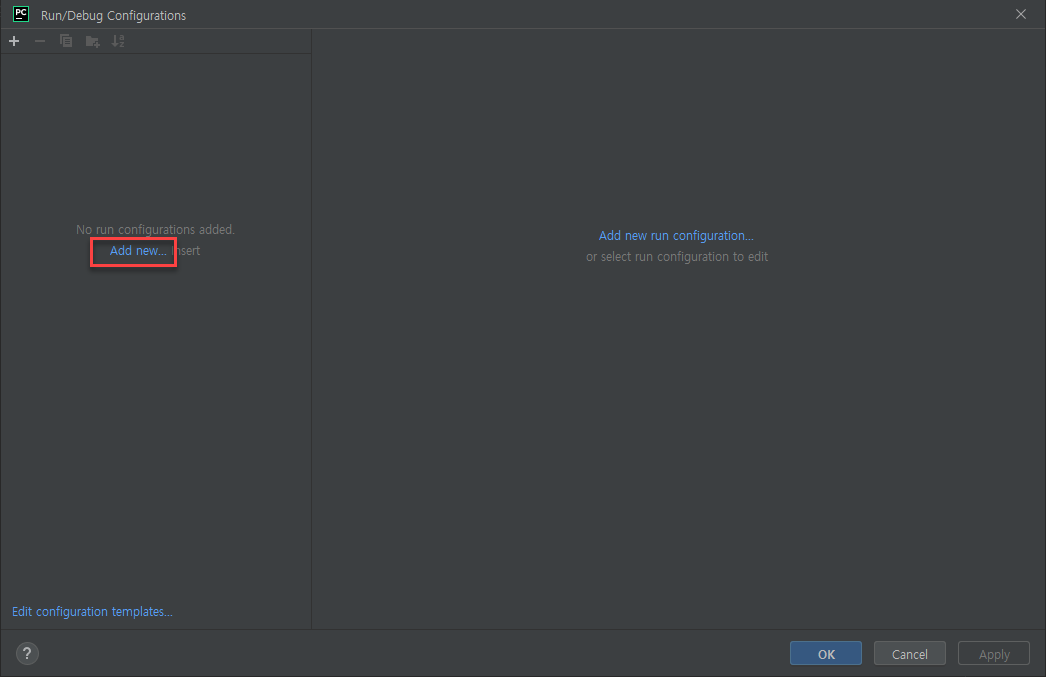 PC Run/Debug Configurations
No run configurations added.
Add new... Insert
Add new run configuration...
or select run configuration to edit
Edit configuration templates...
?
OK Cancel Apply